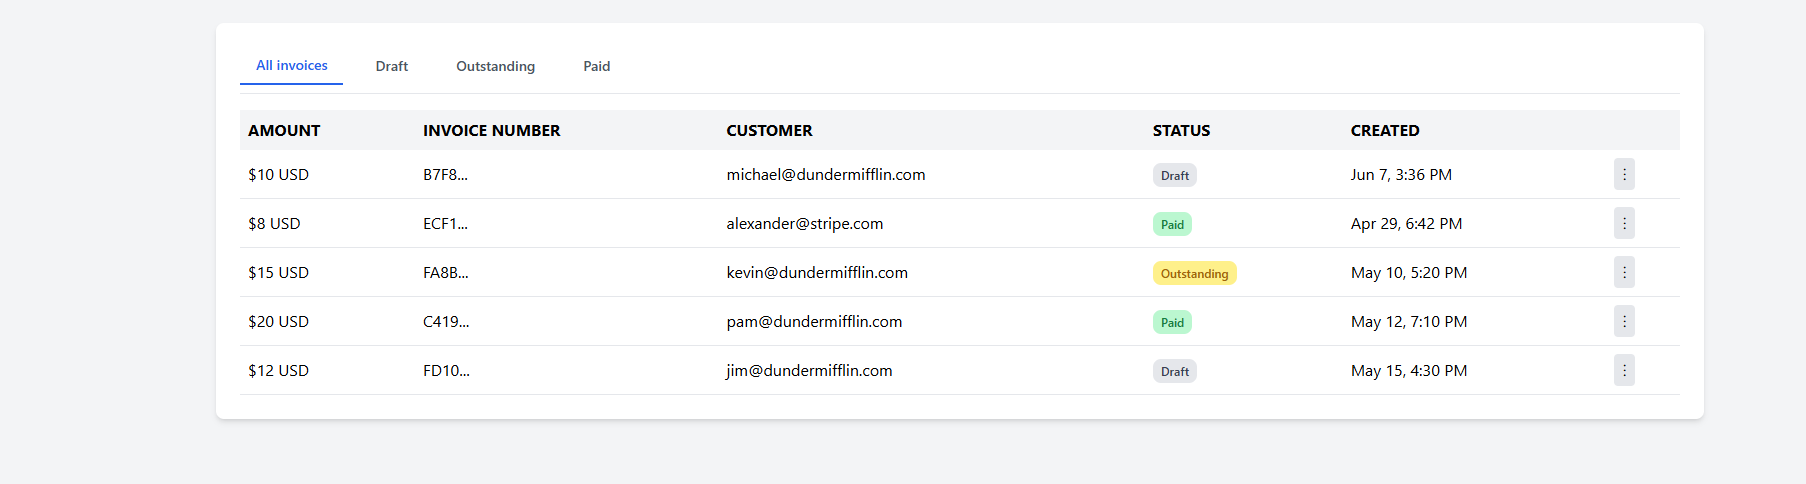 All invoices Draft Outstanding Paid
AMOUNT INVOICE NUMBER CUSTOMER STATUS CREATED
$10 USD B7F8... michael@dundermifflin.com Draft Jun 7, 3:36 PM
$8 USD ECF1... alexander@stripe.com Paid Apr 29, 6:42 PM
$15 USD FA8B... kevin@dundermifflin.com Outstanding May 10, 5:20 PM
$20 USD C419... pam@dundermifflin.com Paid May 12, 7:10 PM
$12 USD FD10... jim@dundermifflin.com Draft May 15, 4:30 PM